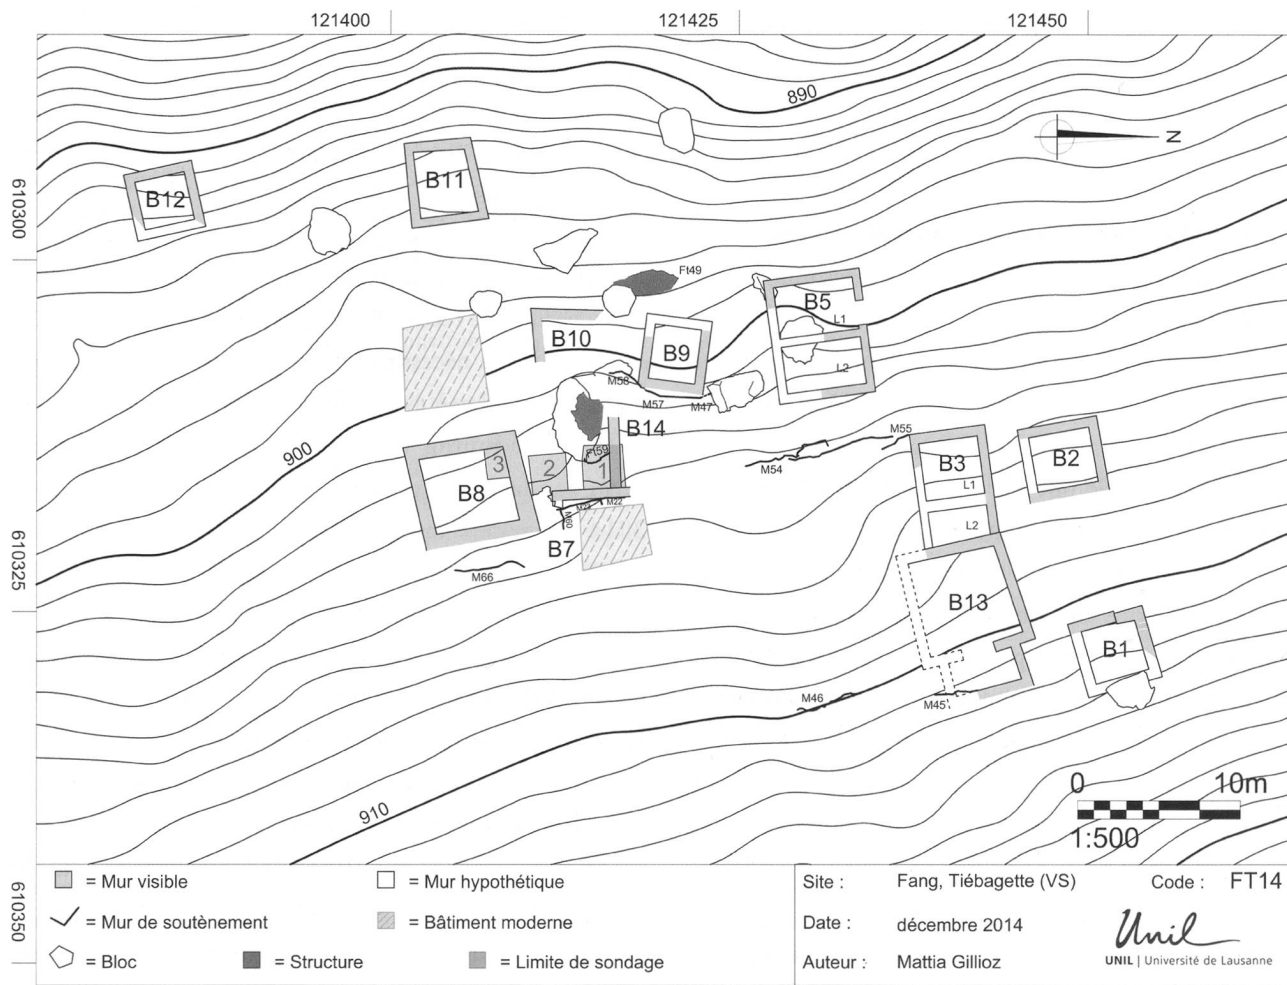 121400
121425
121450
890
N
B12
B11
610300
Ft49
B5
L1
B10
B9
L2
M58
M57
M47
B14
M55
900
Ft59
3
2
1
M54
B3
B2
B8
L1
M22
M24
M60
L2
B7
610325
M66
B13
B1
M46
M45
910
0 10m
1:500
610350
= Mur visible
= Mur hypothétique
= Mur de soutènement
= Bâtiment moderne
= Bloc
= Structure
= Limite de sondage
Site : Fang, Tiébagette (VS) Code : FT14
Date : décembre 2014
Auteur : Mattia Gillioz
Unil
UNIL | Université de Lausanne